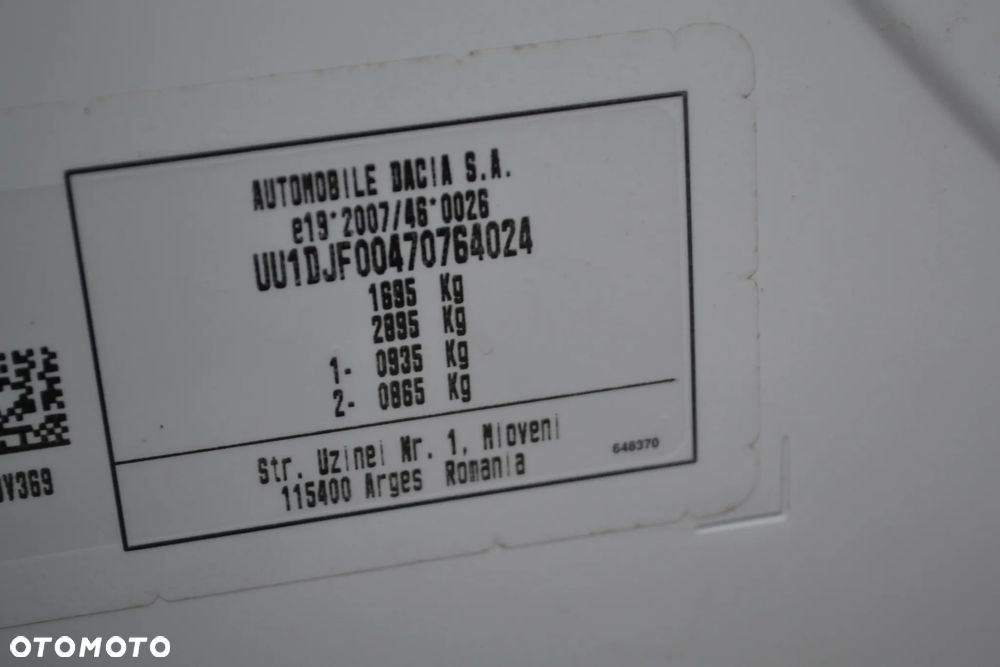 AUTOMOBILE DACIA S.A.
e19*2007/46*0026
UU1DJF00470764024
1695 Kg
2895 Kg
1- 0935 Kg
2- 0865 Kg
Str. Uzinei Nr. 1, Mioveni
115400 Arges Romania
648370
V369
OTOMOTO